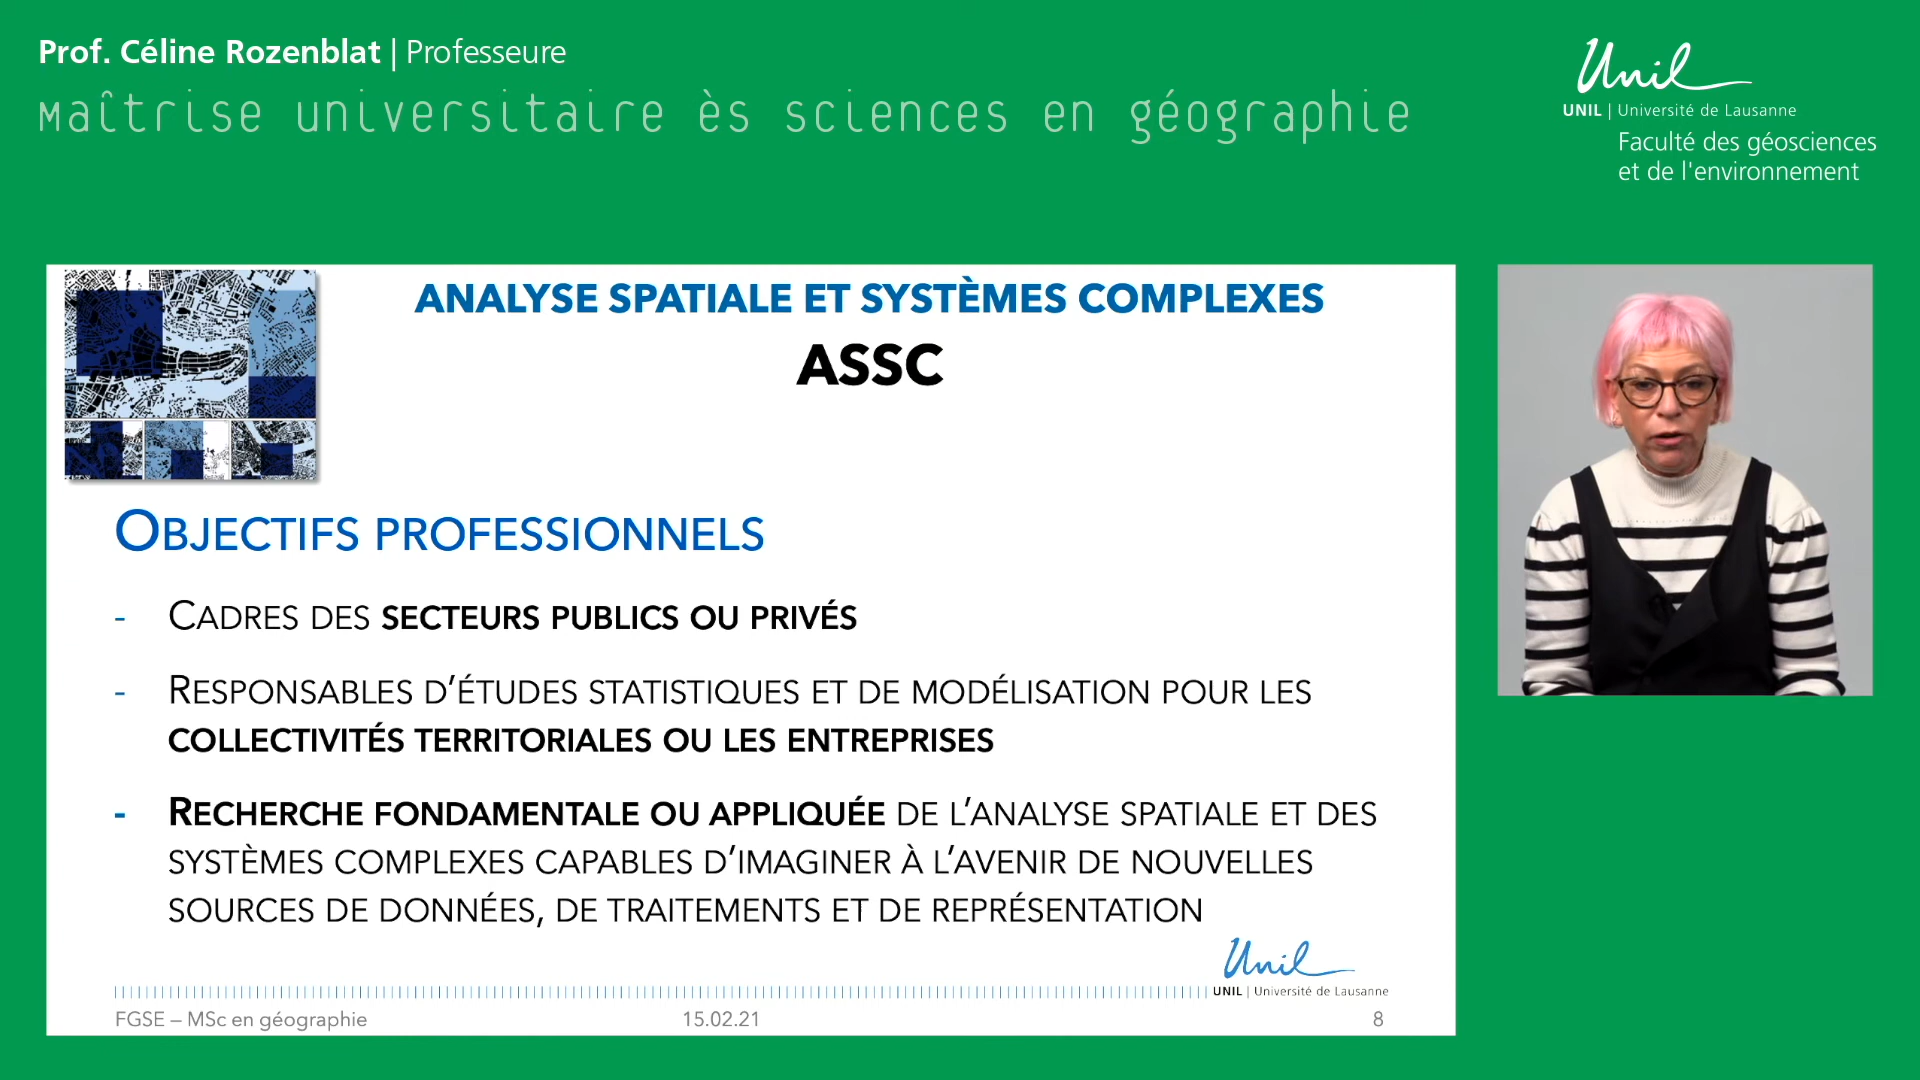 Prof. Céline Rozenblat | Professeure
Maîtrise universitaire ès sciences en géographie
Unil
UNIL | Université de Lausanne
Faculté des géosciences
et de l'environnement
ANALYSE SPATIALE ET SYSTÈMES COMPLEXES
ASSC
OBJECTIFS PROFESSIONNELS
- CADRES DES SECTEURS PUBLICS OU PRIVÉS
- RESPONSABLES D'ÉTUDES STATISTIQUES ET DE MODÉLISATION POUR LES
COLLECTIVITÉS TERRITORIALES OU LES ENTREPRISES
- RECHERCHE FONDAMENTALE OU APPLIQUÉE DE L'ANALYSE SPATIALE ET DES
SYSTÈMES COMPLEXES CAPABLES D'IMAGINER À L'AVENIR DE NOUVELLES
SOURCES DE DONNÉES, DE TRAITEMENTS ET DE REPRÉSENTATION
Unil
UNIL | Université de Lausanne
FGSE – MSc en géographie 15.02.21 8